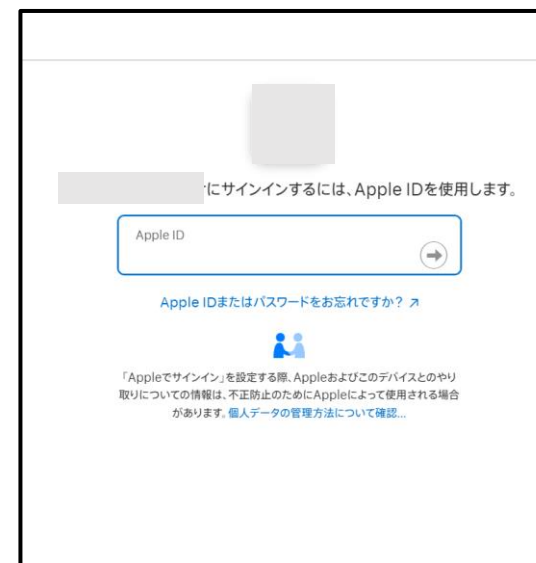 にサインインするには、Apple IDを使用します。
Apple ID
Apple IDまたはパスワードをお忘れですか？ ↗
「Appleでサインイン」を設定する際、Appleおよびこのデバイスとのやり
取りについての情報は、不正防止のためにAppleによって使用される場合
があります。個人データの管理方法について確認...